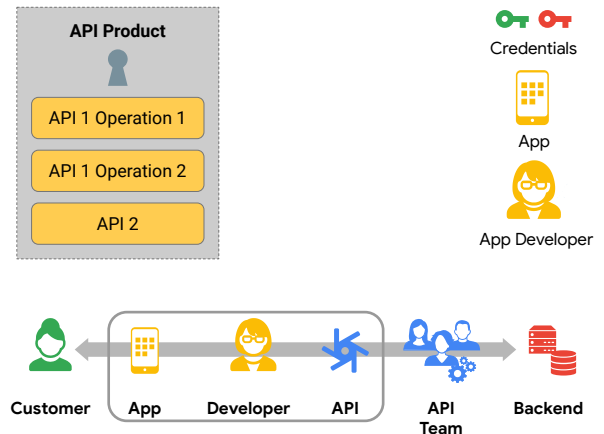 API Product
API 1 Operation 1
API 1 Operation 2
API 2
Credentials
App
App Developer
Customer
App
Developer
API
API
Team
Backend